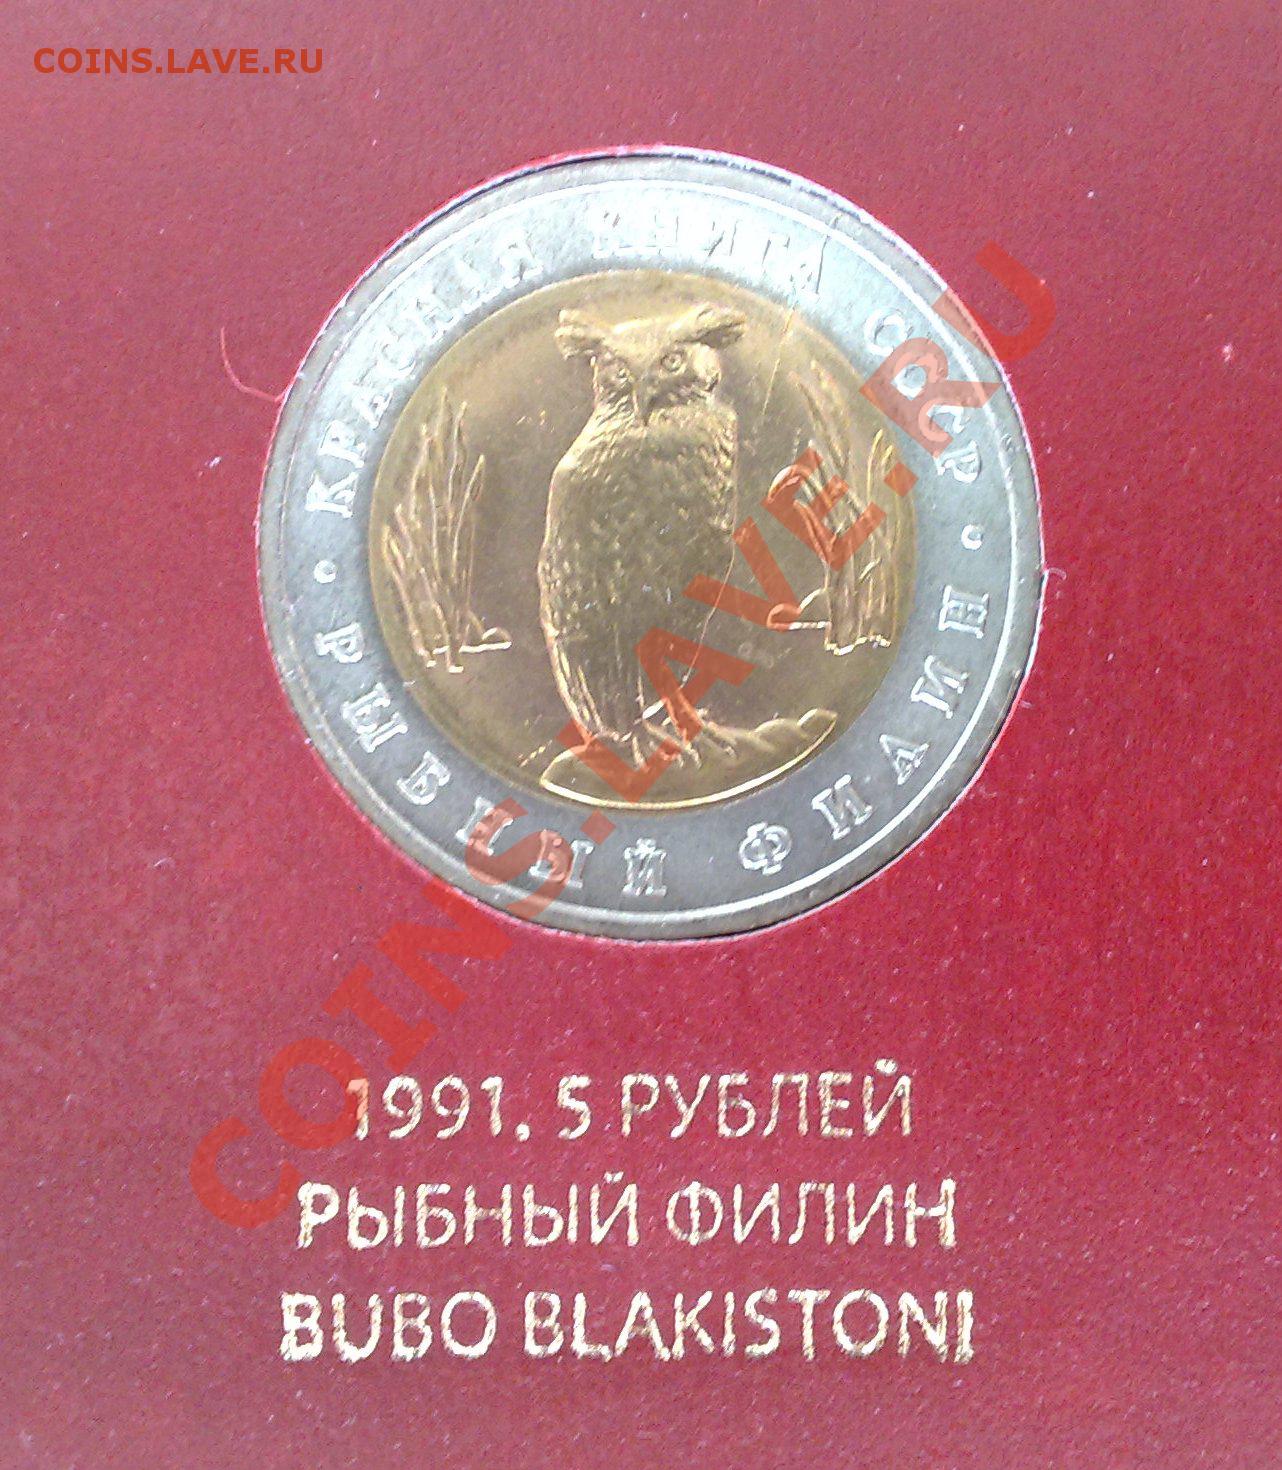 COINS.LAVE.RU
КРАСНАЯ КНИГА СССР
РЫБНЫЙ ФИЛИН
COINS.LAVE.RU
1991. 5 РУБЛЕЙ
РЫБНЫЙ ФИЛИН
BUBO BLAKISTONI